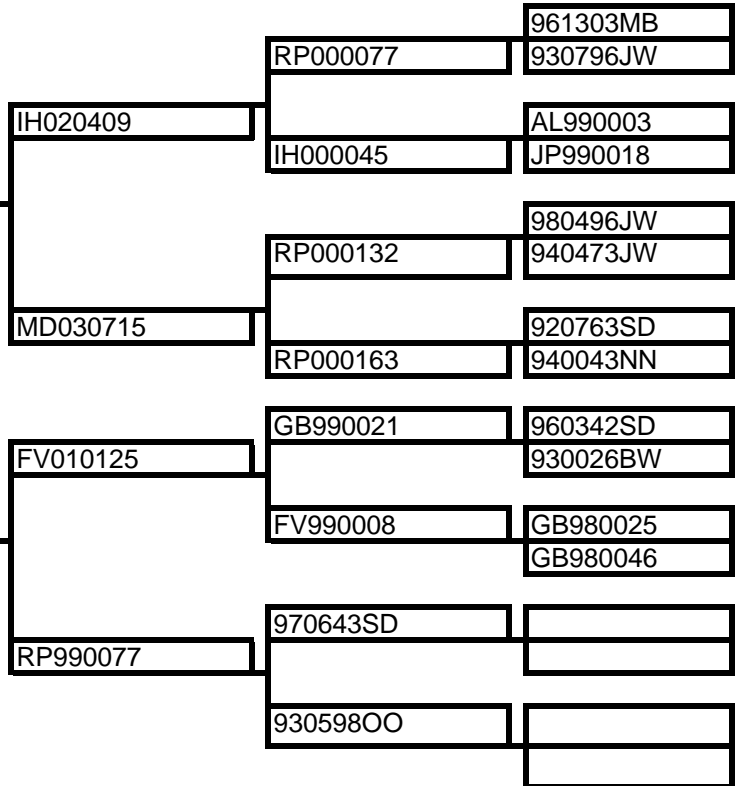 961303MB
RP000077
930796JW
IH020409
AL990003
IH000045
JP990018
980496JW
RP000132
940473JW
MD030715
920763SD
RP000163
940043NN
GB990021
960342SD
FV010125
930026BW
FV990008
GB980025
GB980046
970643SD
RP990077
930598OO